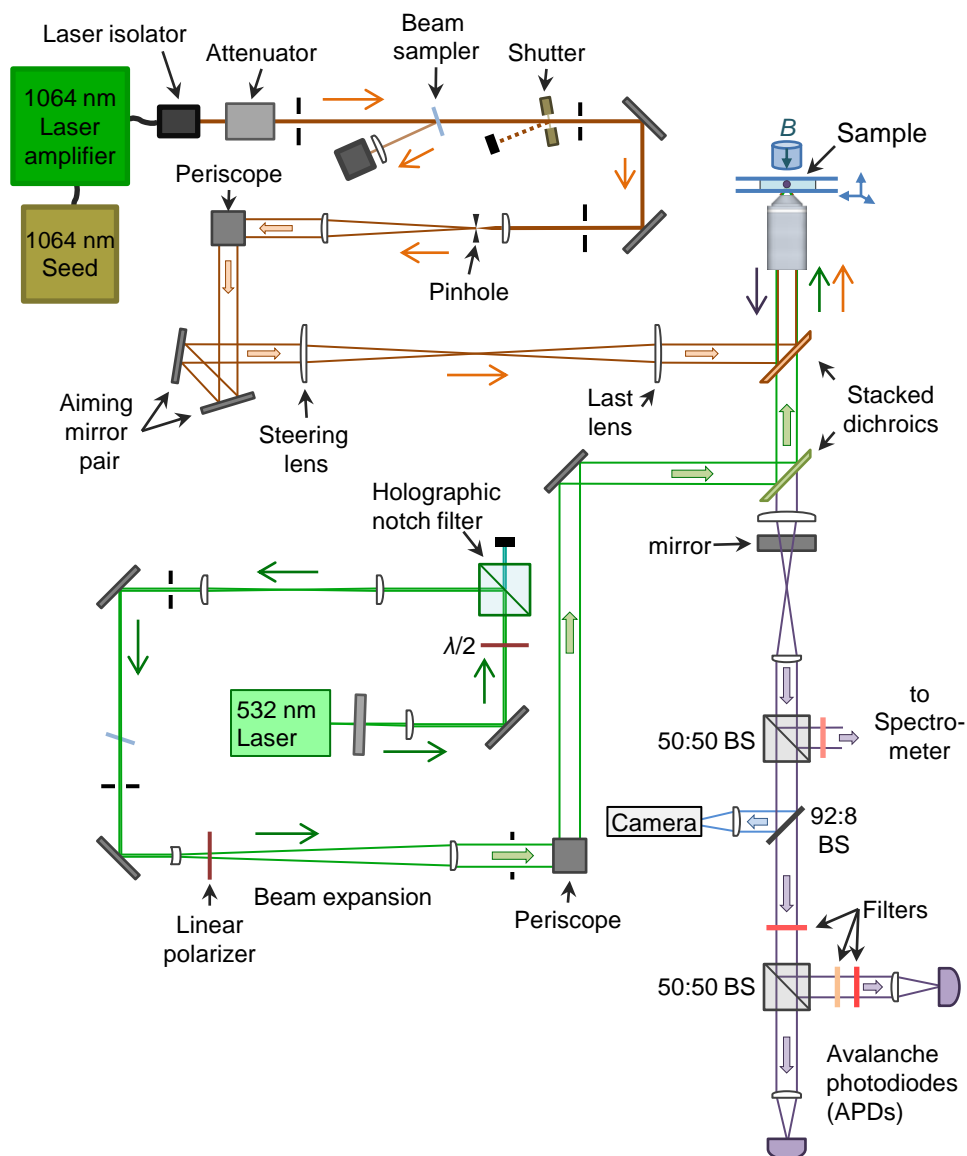 Laser isolator
Attenuator
Beam
sampler
Shutter
1064 nm
Laser
amplifier
1064 nm
Seed
Periscope
Pinhole
B
Sample
Aiming
mirror
pair
Steering
lens
Last
lens
Stacked
dichroics
Holographic
notch filter
mirror
λ/2
532 nm
Laser
50:50 BS
to
Spectro-
meter
Camera
92:8
BS
Beam expansion
Linear
polarizer
Periscope
Filters
50:50 BS
Avalanche
photodiodes
(APDs)